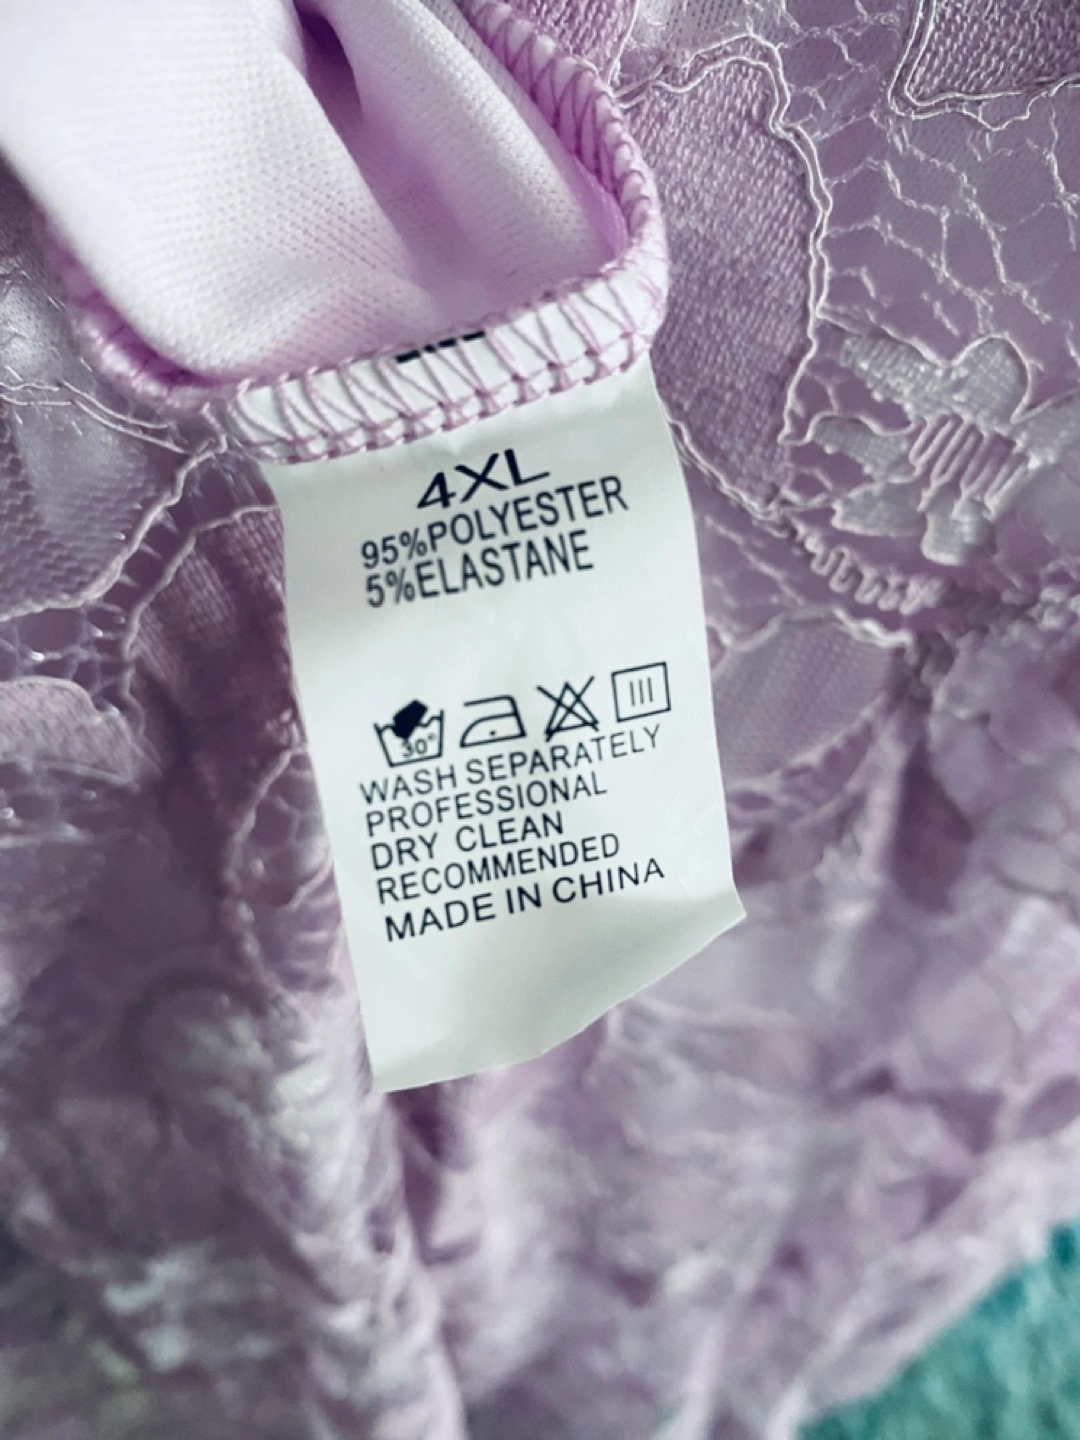 4XL
95%POLYESTER
5%ELASTANE
30°
WASH SEPARATELY
PROFESSIONAL
DRY CLEAN
RECOMMENDED
MADE IN CHINA